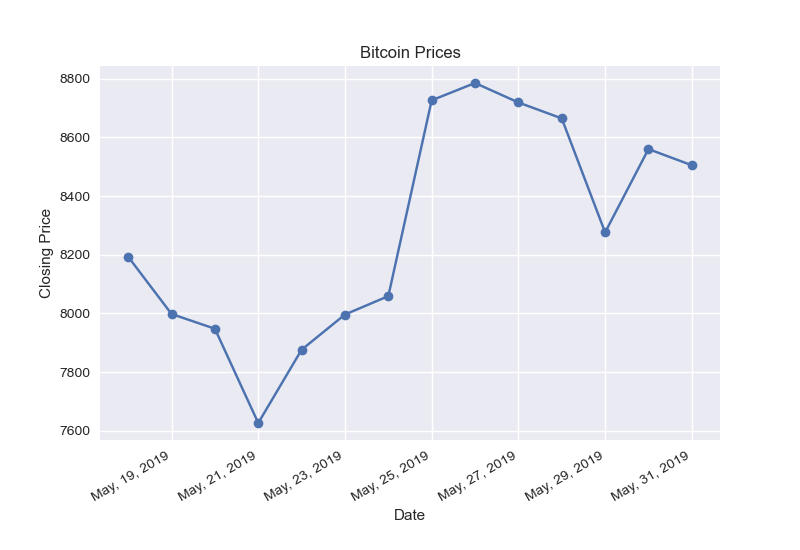 Bitcoin Prices
8800
8600
8400
8200
8000
7800
7600
Closing Price
May, 19, 2019
May, 21, 2019
May, 23, 2019
May, 25, 2019
May, 27, 2019
May, 29, 2019
May, 31, 2019
Date